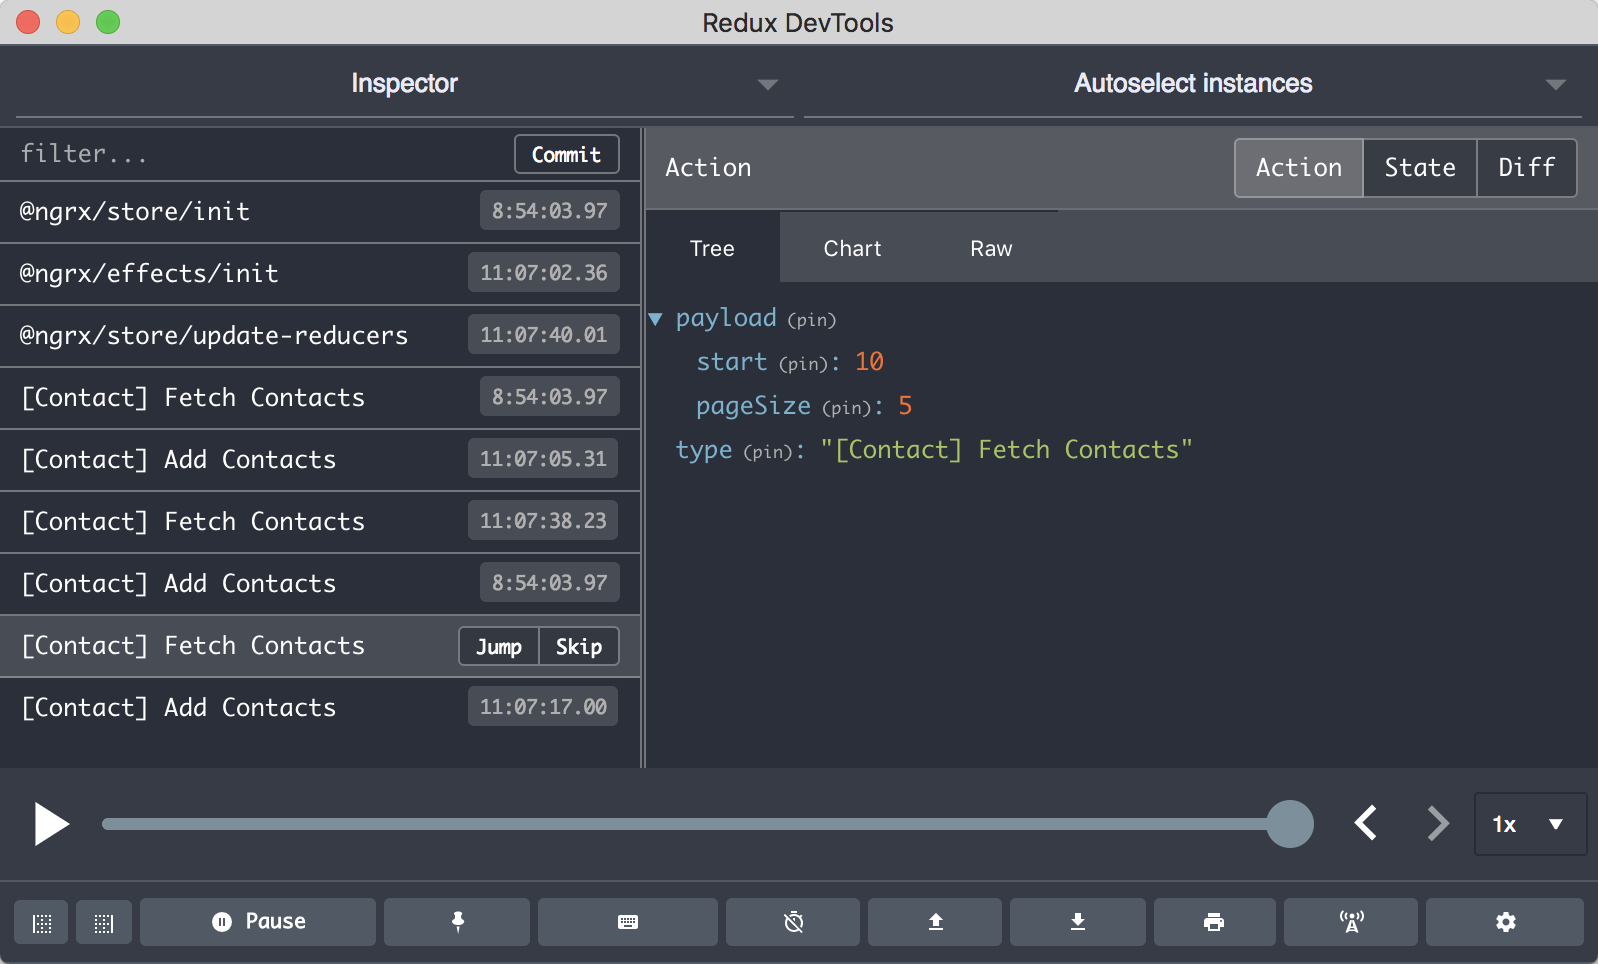 Redux DevTools
Inspector
Autoselect instances
filter...
Commit
@ngrx/store/init 8:54:03.97
@ngrx/effects/init 11:07:02.36
@ngrx/store/update-reducers 11:07:40.01
[Contact] Fetch Contacts 8:54:03.97
[Contact] Add Contacts 11:07:05.31
[Contact] Fetch Contacts 11:07:38.23
[Contact] Add Contacts 8:54:03.97
[Contact] Fetch Contacts Jump Skip
[Contact] Add Contacts 11:07:17.00
Action
Action State Diff
Tree Chart Raw
payload (pin)
start (pin): 10
pageSize (pin): 5
type (pin): "[Contact] Fetch Contacts"
1x
Pause